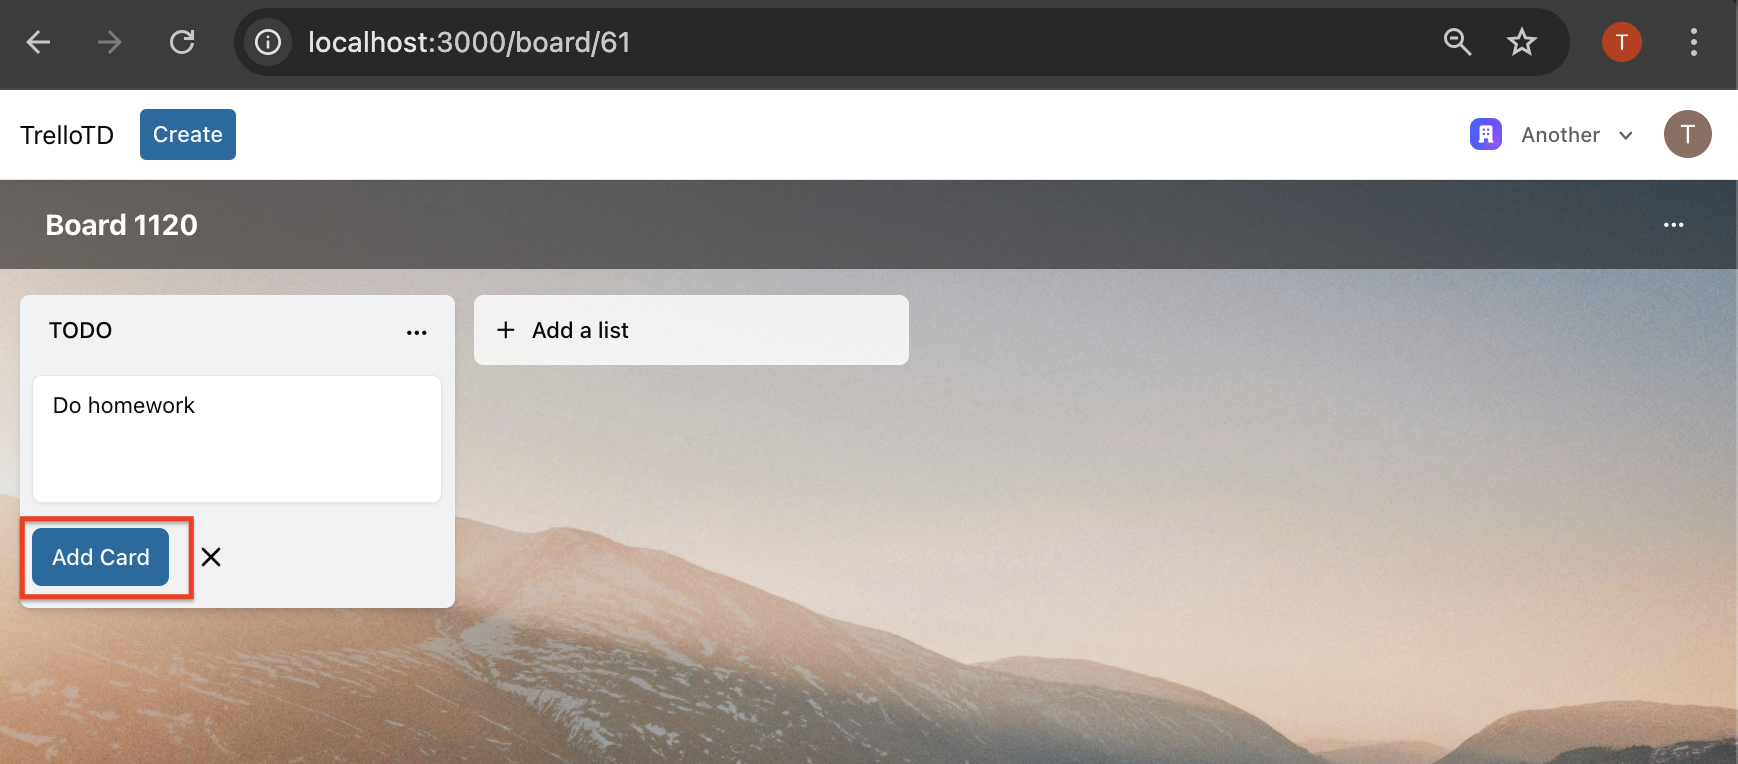 localhost:3000/board/61
T
TrelloTD
Create
Another
T
Board 1120
TODO
Add a list
Do homework
Add Card